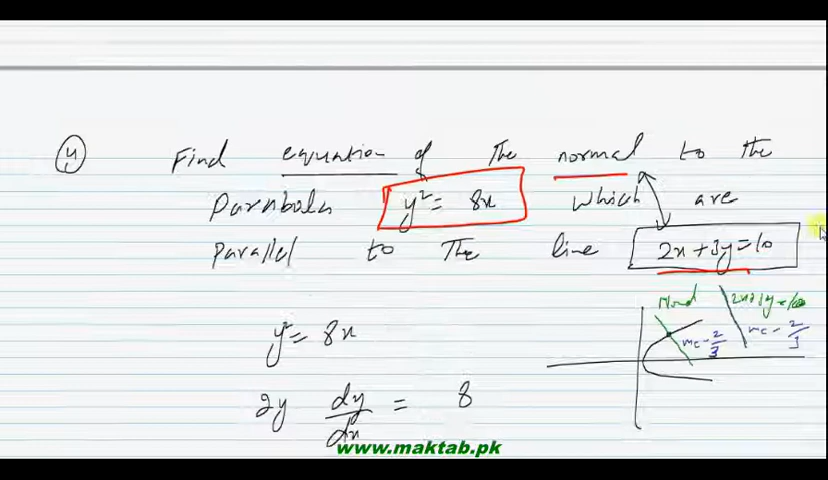 4 Find equation of the normal to the
Parabola y² = 8x which are
parallel to the line 2x + 3y = 10
2x + 3y = 10
m = - 2/3
m = - 2/3
y² = 8x
2y dy/dx = 8
www.maktab.pk